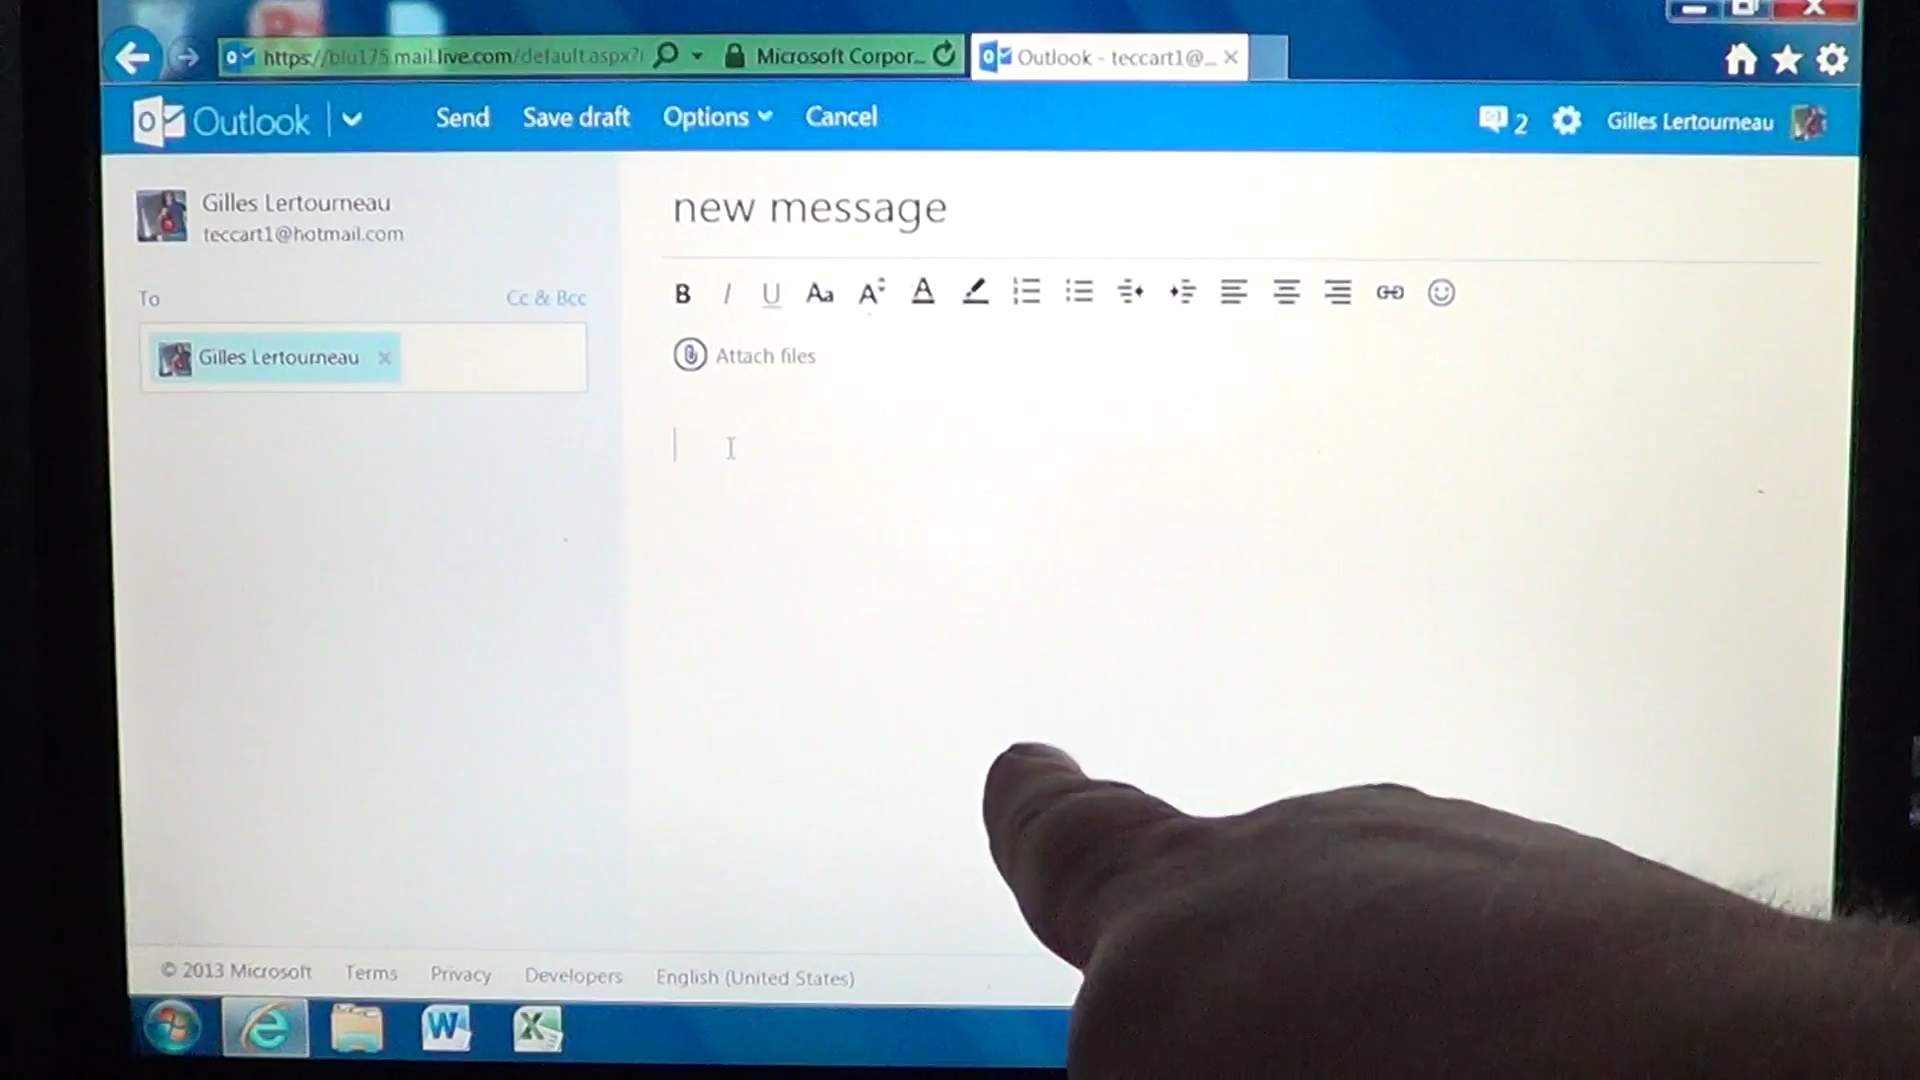 https://blu175.mail.live.com/default.aspx?i Microsoft Corpor... Outlook - teccart1@...
Outlook Send Save draft Options Cancel 2 Gilles Lertourneau
Gilles Lertourneau
teccart1@hotmail.com
To Cc & Bcc
Gilles Lertourneau
new message
B I U Aa A A
Attach files
© 2013 Microsoft Terms Privacy Developers English (United States)